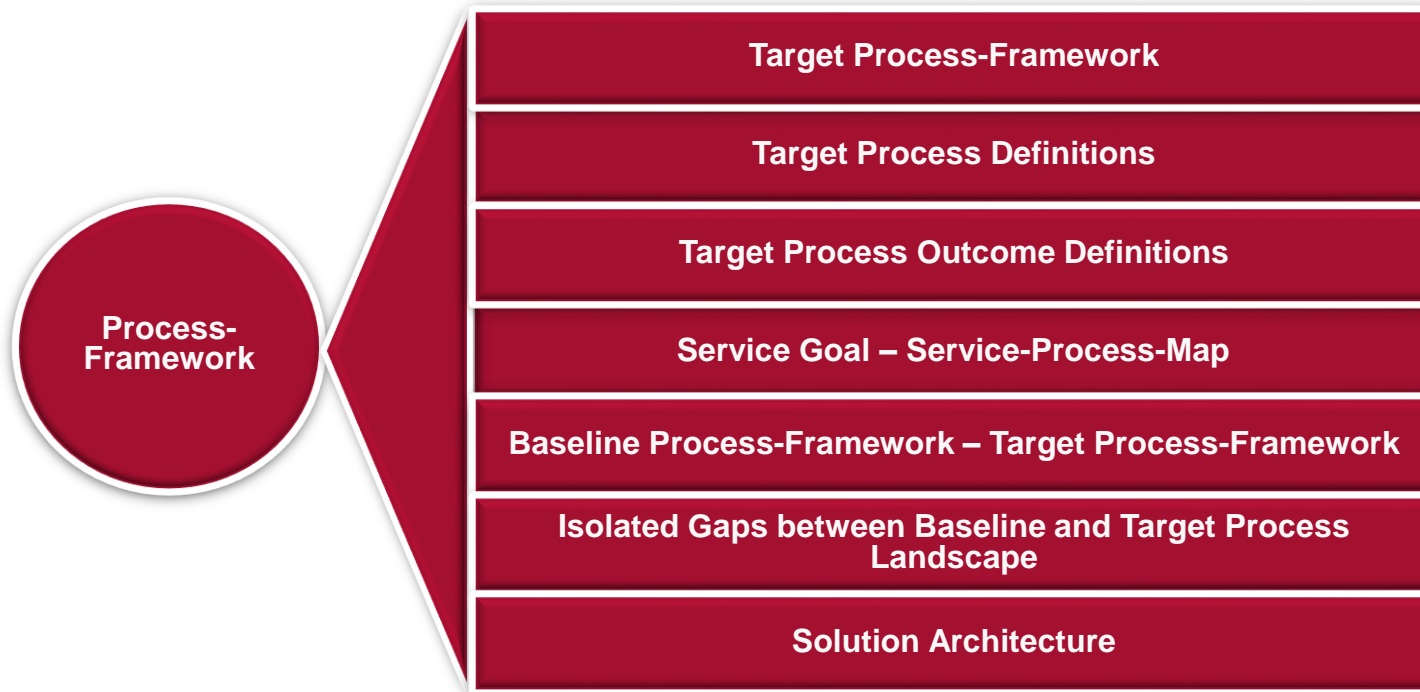 Target Process-Framework
Target Process Definitions
Target Process Outcome Definitions
Process-
Framework
Service Goal – Service-Process-Map
Baseline Process-Framework – Target Process-Framework
Isolated Gaps between Baseline and Target Process
Landscape
Solution Architecture